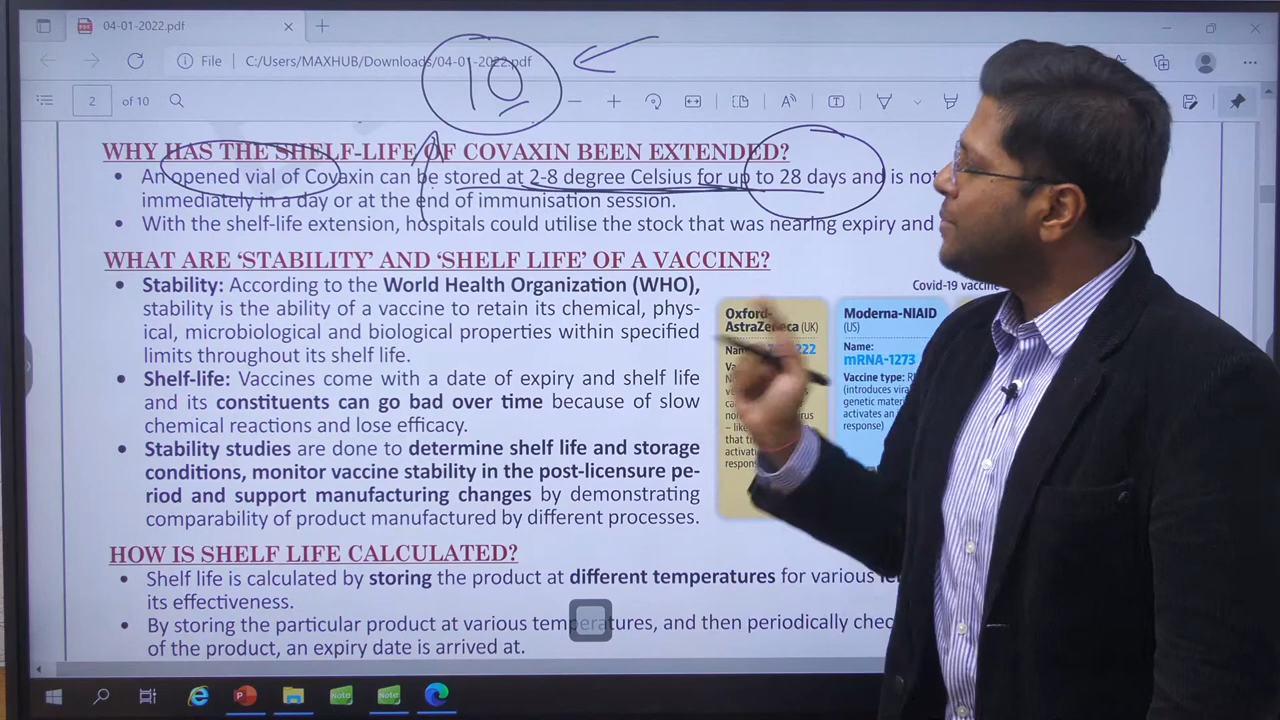 04-01-2022.pdf
File C:/Users/MAXHUB/Downloads/04-01-2022.pdf
2 of 10
10
WHY HAS THE SHELF-LIFE OF COVAXIN BEEN EXTENDED?
• An opened vial of Covaxin can be stored at 2-8 degree Celsius for up to 28 days and is not
immediately in a day or at the end of immunisation session.
• With the shelf-life extension, hospitals could utilise the stock that was nearing expiry and
WHAT ARE ‘STABILITY’ AND ‘SHELF LIFE’ OF A VACCINE?
• Stability: According to the World Health Organization (WHO),
stability is the ability of a vaccine to retain its chemical, phys-
ical, microbiological and biological properties within specified
limits throughout its shelf life.
• Shelf-life: Vaccines come with a date of expiry and shelf life
and its constituents can go bad over time because of slow
chemical reactions and lose efficacy.
• Stability studies are done to determine shelf life and storage
conditions, monitor vaccine stability in the post-licensure pe-
riod and support manufacturing changes by demonstrating
comparability of product manufactured by different processes.
Covid-19 vaccine
Oxford-
AstraZeneca (UK)
Moderna-NIAID
(US)
Name:
mRNA-1273
Vaccine type:
(introduces
genetic
activates an
response)
HOW IS SHELF LIFE CALCULATED?
• Shelf life is calculated by storing the product at different temperatures for various
its effectiveness.
• By storing the particular product at various temperatures, and then periodically
of the product, an expiry date is arrived at.